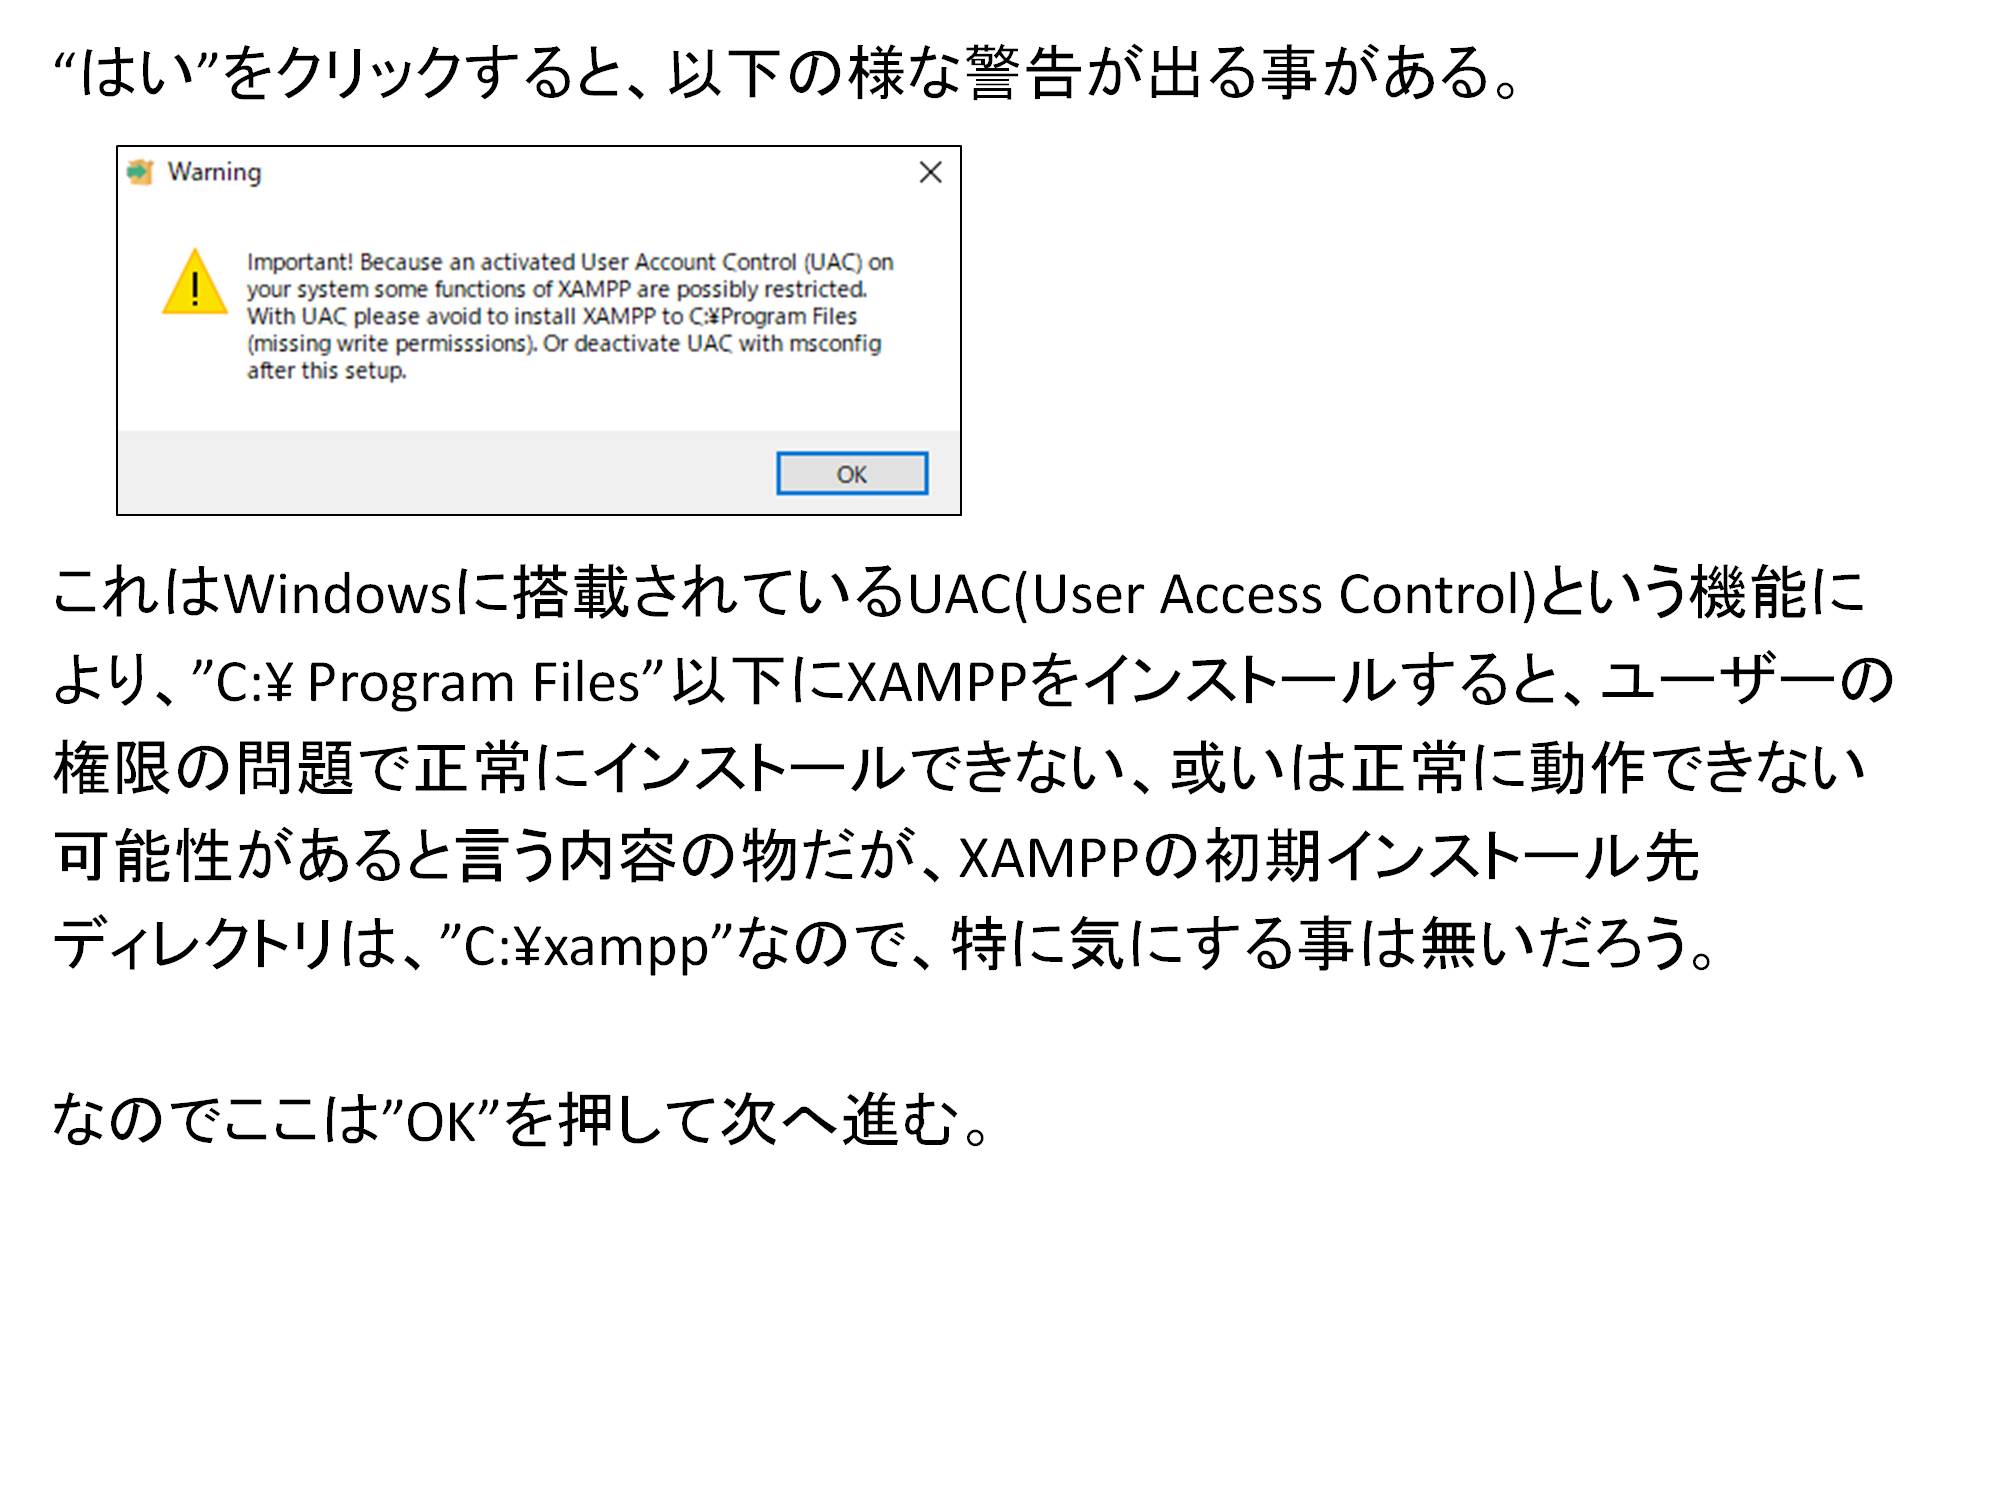 “はい”をクリックすると、以下の様な警告が出る事がある。
Warning
Important! Because an activated User Account Control (UAC) on
your system some functions of XAMPP are possibly restricted.
With UAC please avoid to install XAMPP to C:¥Program Files
(missing write permisssions). Or deactivate UAC with msconfig
after this setup.
OK
これはWindowsに搭載されているUAC(User Access Control)という機能に
より、”C:¥ Program Files”以下にXAMPPをインストールすると、ユーザーの
権限の問題で正常にインストールできない、或いは正常に動作できない
可能性があると言う内容の物だが、XAMPPの初期インストール先
ディレクトリは、”C:¥xampp”なので、特に気にする事は無いだろう。
なのでここは”OK”を押して次へ進む。